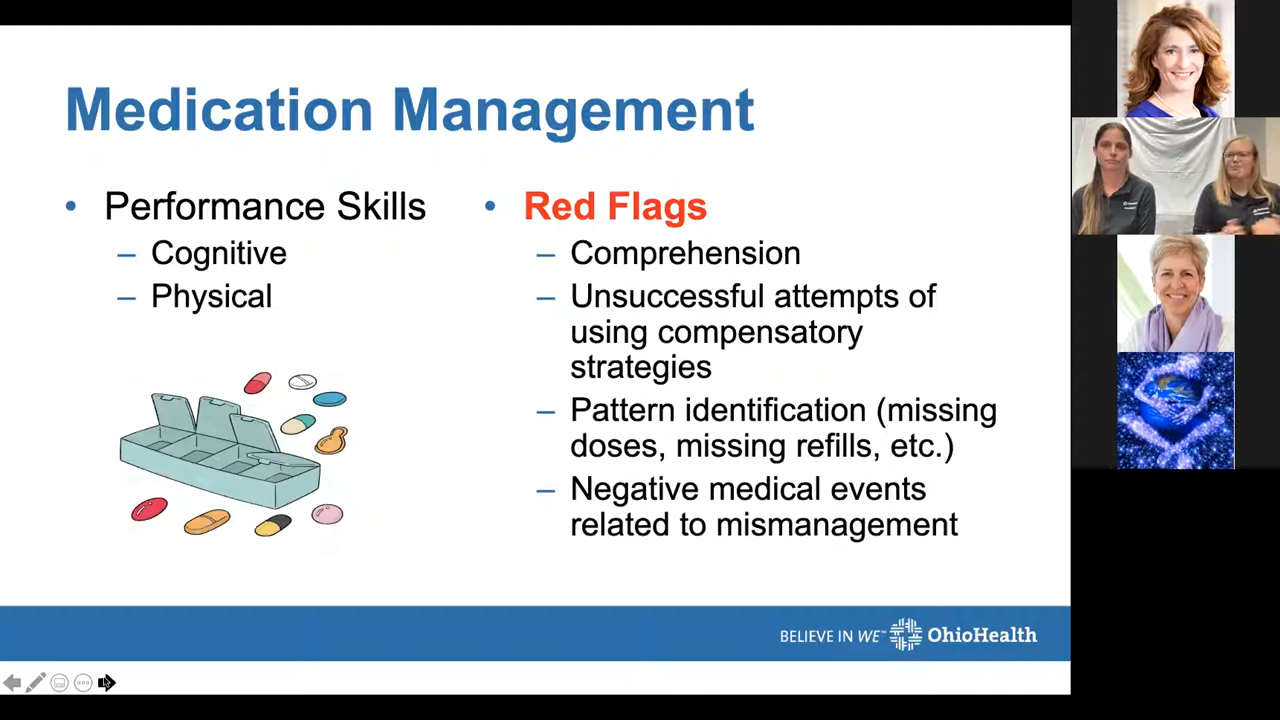 Medication Management
• Performance Skills
– Cognitive
– Physical
• Red Flags
– Comprehension
– Unsuccessful attempts of
using compensatory
strategies
– Pattern identification (missing
doses, missing refills, etc.)
– Negative medical events
related to mismanagement
BELIEVE IN WE™ OhioHealth